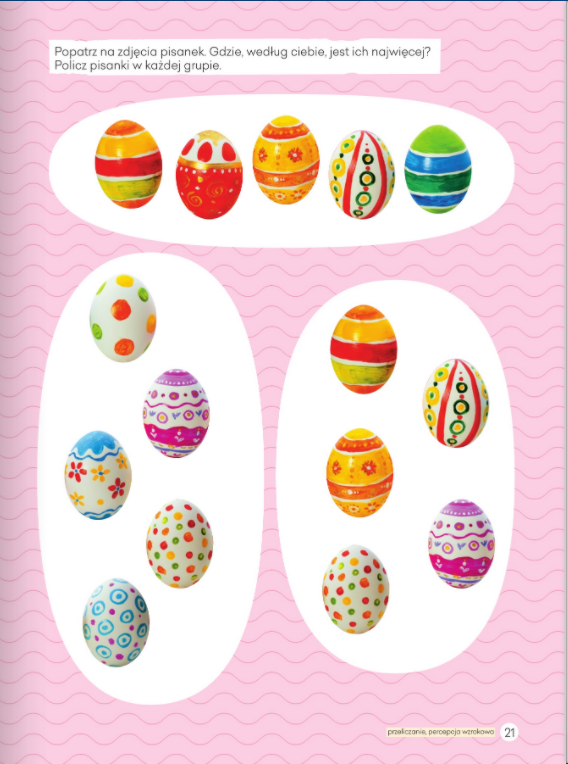 Popatrz na zdjęcia pisanek. Gdzie, według ciebie, jest ich najwięcej?
Policz pisanki w każdej grupie.
przeliczanie, percepcja wzrokowa
21